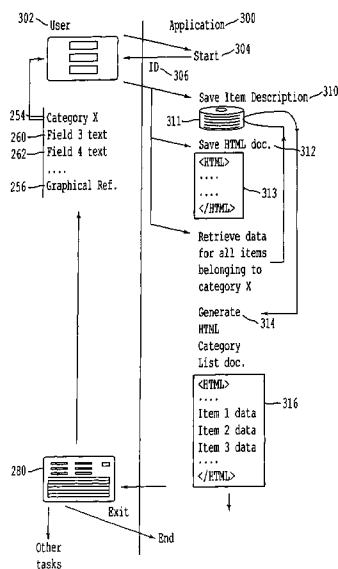 302 User
Application 300
Start 304
ID 306
Save Item Description 310
311
254 Category X
260 Field 3 text
262 Field 4 text
....
256 Graphical Ref.
Save HTML doc. 312
<HTML>
....
....
</HTML>
313
Retrieve data
for all items
belonging to
category X
Generate 314
HTML
Category
List doc.
<HTML>
....
Item 1 data
Item 2 data
Item 3 data
....
</HTML>
316
280
Exit
End
Other
tasks